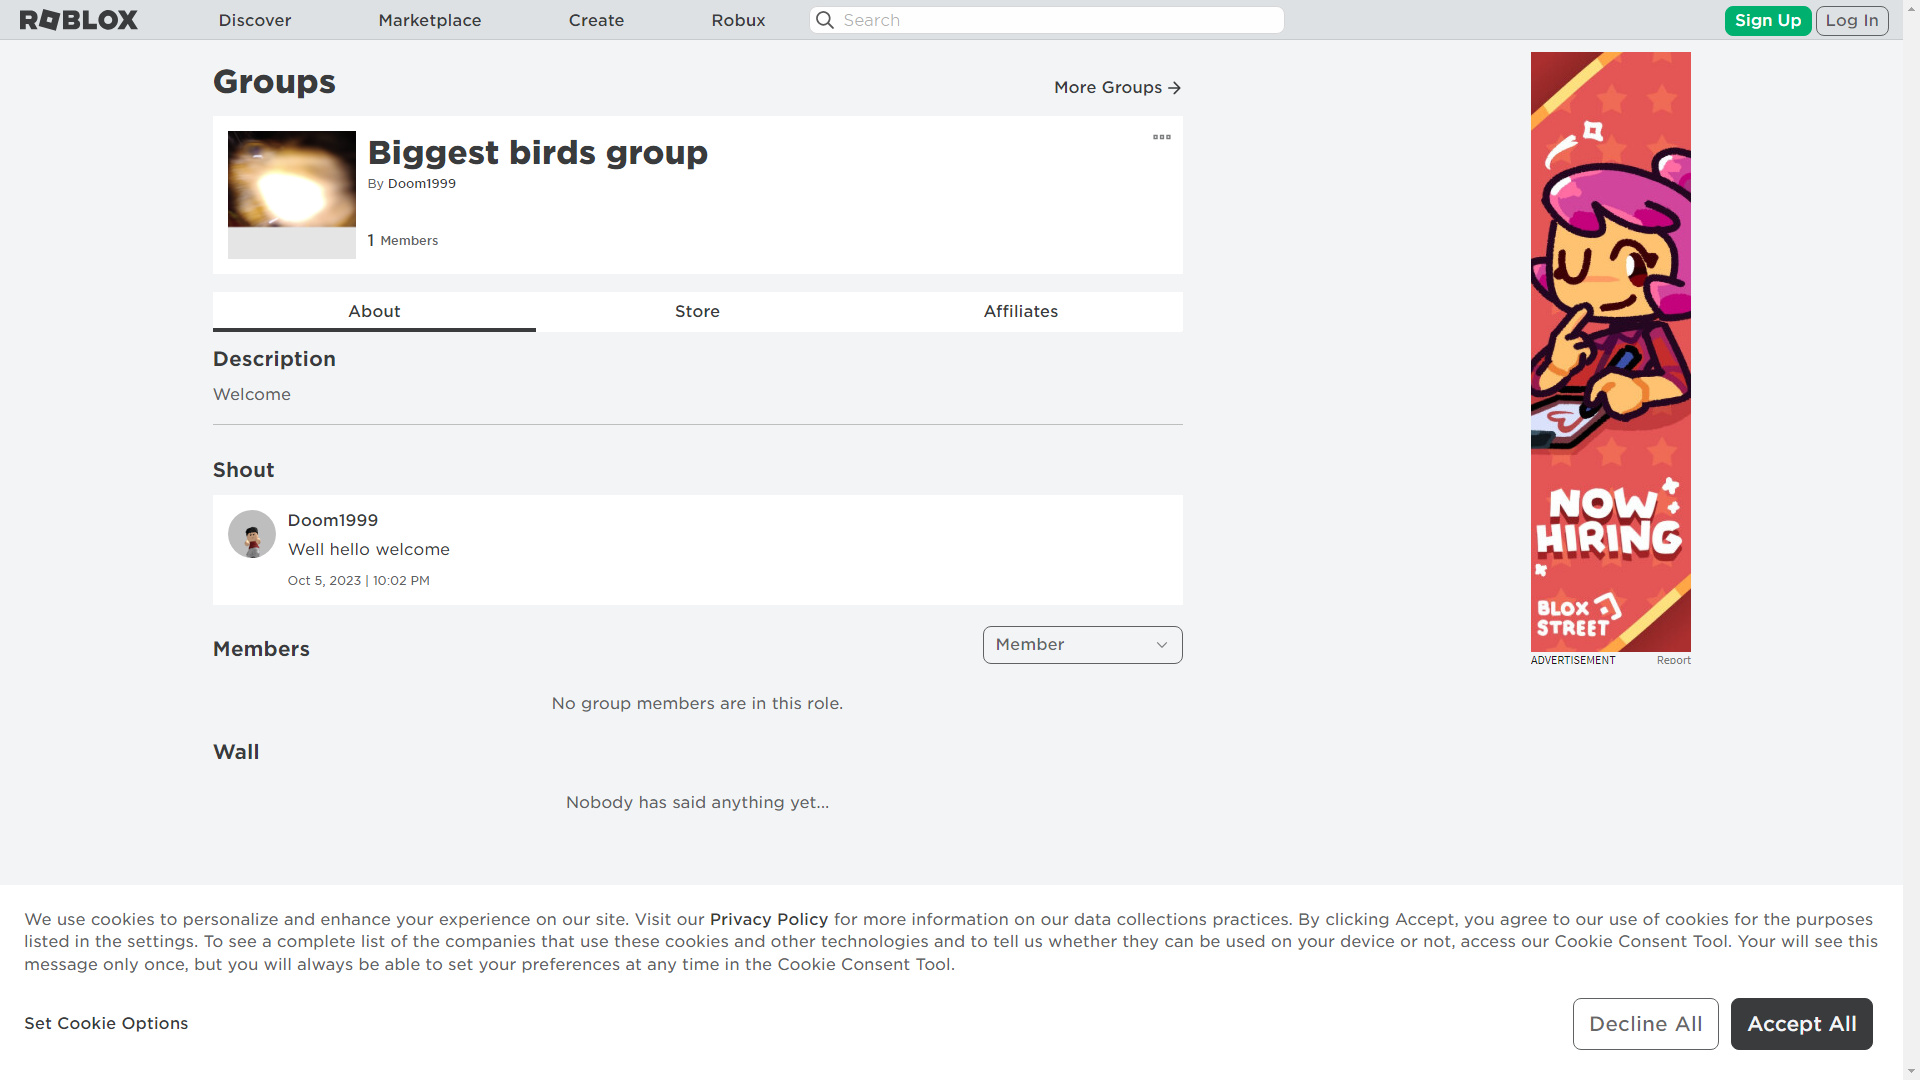 ROBLOX
Discover
Marketplace
Create
Robux
Search
Sign Up
Log In
Groups
More Groups
Biggest birds group
By Doom1999
1 Members
About
Store
Affiliates
Description
Welcome
Shout
Doom1999
Well hello welcome
Oct 5, 2023 | 10:02 PM
Members
Member
No group members are in this role.
Wall
Nobody has said anything yet...
NOW
HIRING
BLOX
STREET
ADVERTISEMENT
Report
We use cookies to personalize and enhance your experience on our site. Visit our Privacy Policy for more information on our data collections practices. By clicking Accept, you agree to our use of cookies for the purposes
listed in the settings. To see a complete list of the companies that use these cookies and other technologies and to tell us whether they can be used on your device or not, access our Cookie Consent Tool. Your will see this
message only once, but you will always be able to set your preferences at any time in the Cookie Consent Tool.
Set Cookie Options
Decline All
Accept All